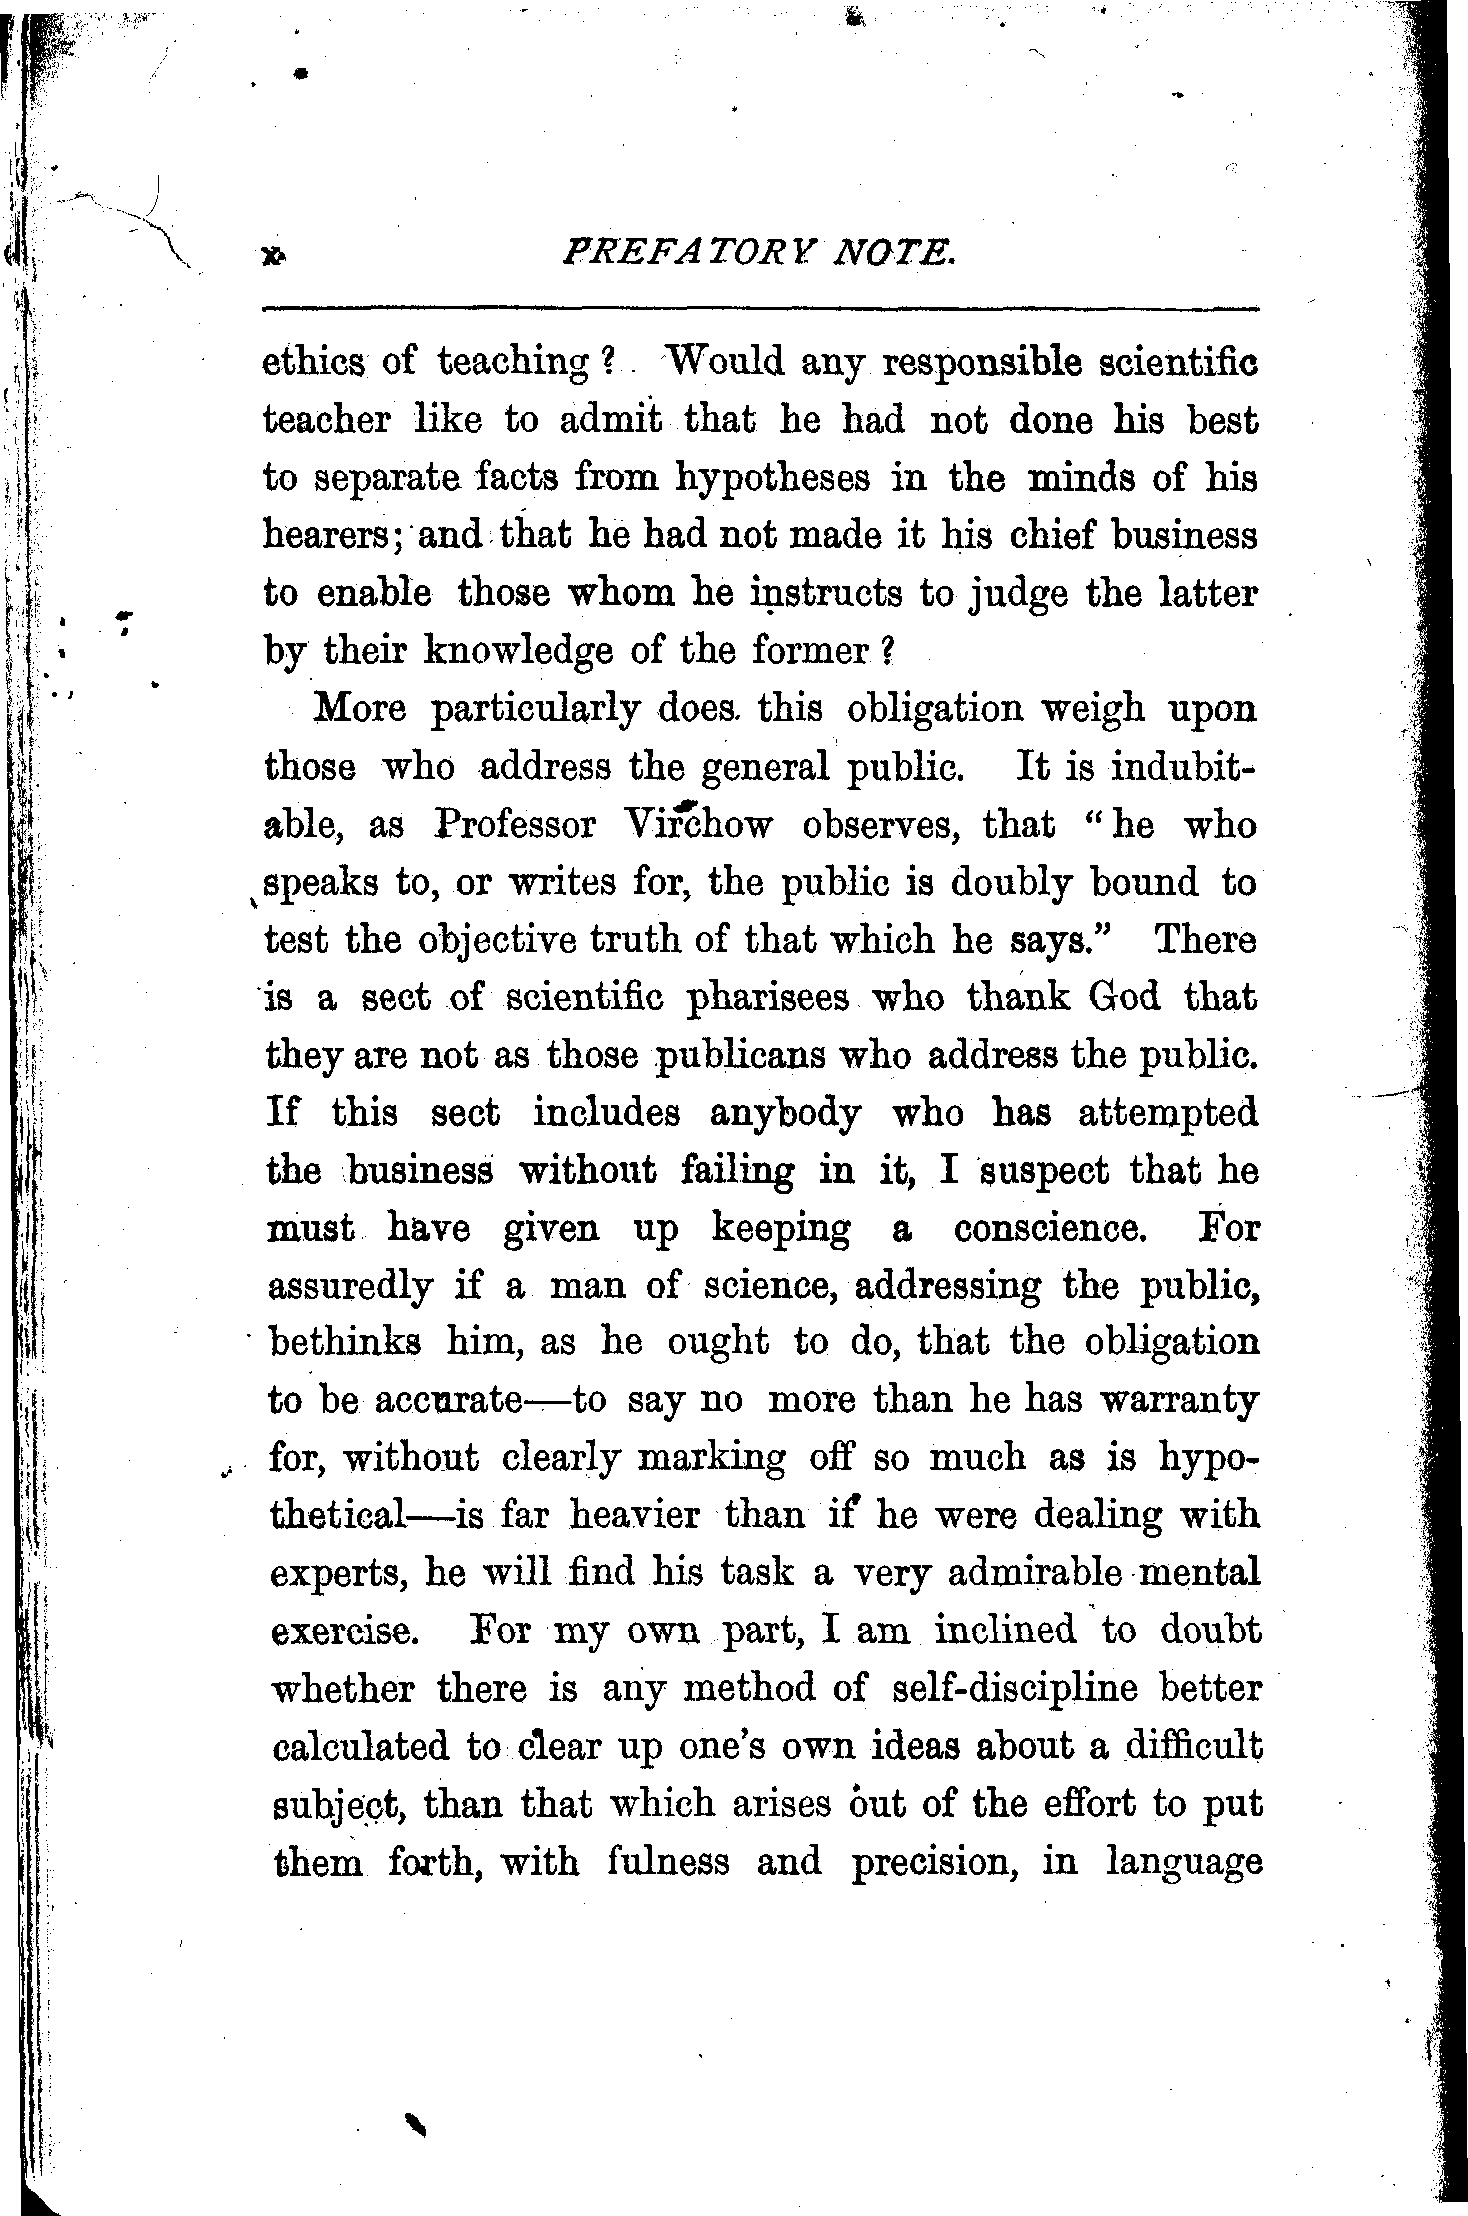 x PREFATORY NOTE.
ethics of teaching? Would any responsible scientific
teacher like to admit that he had not done his best
to separate facts from hypotheses in the minds of his
hearers; and that he had not made it his chief business
to enable those whom he instructs to judge the latter
by their knowledge of the former?
More particularly does this obligation weigh upon
those who address the general public. It is indubit-
able, as Professor Virchow observes, that "he who
speaks to, or writes for, the public is doubly bound to
test the objective truth of that which he says." There
is a sect of scientific pharisees who thank God that
they are not as those publicans who address the public.
If this sect includes anybody who has attempted
the business without failing in it, I suspect that he
must have given up keeping a conscience. For
assuredly if a man of science, addressing the public,
bethinks him, as he ought to do, that the obligation
to be accurate—to say no more than he has warranty
for, without clearly marking off so much as is hypo-
thetical—is far heavier than if he were dealing with
experts, he will find his task a very admirable mental
exercise. For my own part, I am inclined to doubt
whether there is any method of self-discipline better
calculated to clear up one's own ideas about a difficult
subject, than that which arises out of the effort to put
them forth, with fulness and precision, in language